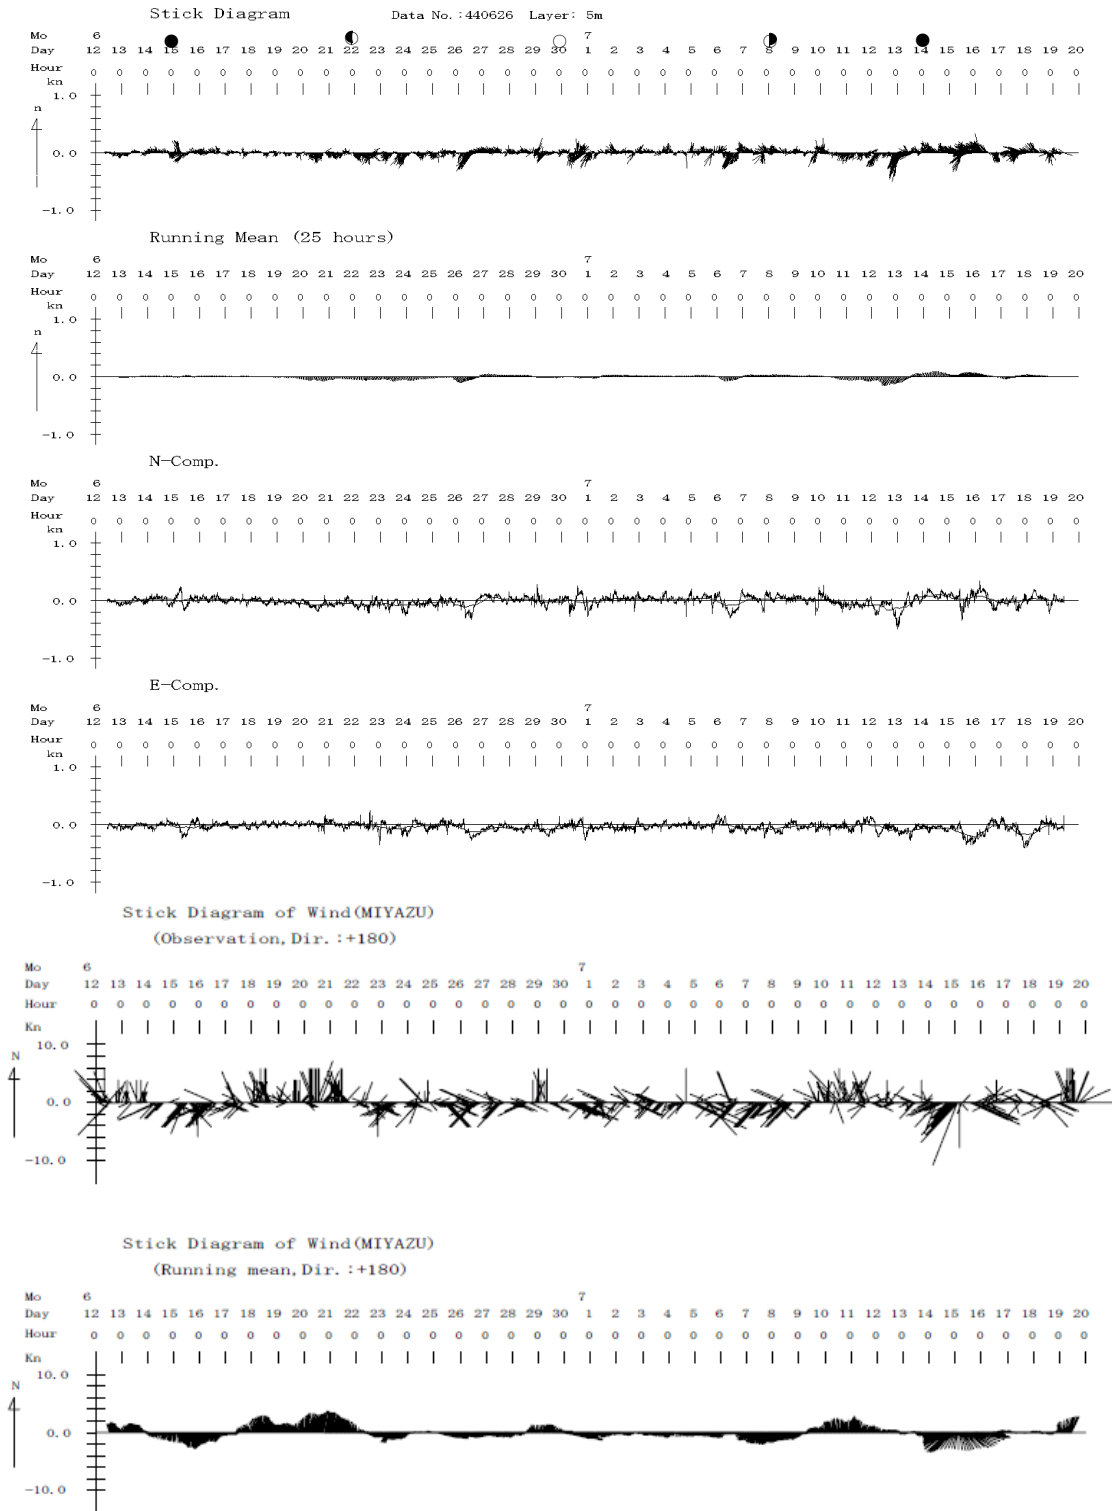 Stick Diagram Data No.:440626 Layer: 5m
Mo 6 7
Day 12 13 14 15 16 17 18 19 20 21 22 23 24 25 26 27 28 29 30 1 2 3 4 5 6 7 8 9 10 11 12 13 14 15 16 17 18 19 20
Hour 0 0 0 0 0 0 0 0 0 0 0 0 0 0 0 0 0 0 0 0 0 0 0 0 0 0 0 0 0 0 0 0 0 0 0 0 0 0 0
kn
1.0
n
0.0
-1.0
Running Mean (25 hours)
Mo 6 7
Day 12 13 14 15 16 17 18 19 20 21 22 23 24 25 26 27 28 29 30 1 2 3 4 5 6 7 8 9 10 11 12 13 14 15 16 17 18 19 20
Hour 0 0 0 0 0 0 0 0 0 0 0 0 0 0 0 0 0 0 0 0 0 0 0 0 0 0 0 0 0 0 0 0 0 0 0 0 0 0 0
kn
1.0
n
0.0
-1.0
N-Comp.
Mo 6 7
Day 12 13 14 15 16 17 18 19 20 21 22 23 24 25 26 27 28 29 30 1 2 3 4 5 6 7 8 9 10 11 12 13 14 15 16 17 18 19 20
Hour 0 0 0 0 0 0 0 0 0 0 0 0 0 0 0 0 0 0 0 0 0 0 0 0 0 0 0 0 0 0 0 0 0 0 0 0 0 0 0
kn
1.0
0.0
-1.0
E-Comp.
Mo 6 7
Day 12 13 14 15 16 17 18 19 20 21 22 23 24 25 26 27 28 29 30 1 2 3 4 5 6 7 8 9 10 11 12 13 14 15 16 17 18 19 20
Hour 0 0 0 0 0 0 0 0 0 0 0 0 0 0 0 0 0 0 0 0 0 0 0 0 0 0 0 0 0 0 0 0 0 0 0 0 0 0 0
kn
1.0
0.0
-1.0
Stick Diagram of Wind(MIYAZU)
(Observation,Dir.:+180)
Mo 6 7
Day 12 13 14 15 16 17 18 19 20 21 22 23 24 25 26 27 28 29 30 1 2 3 4 5 6 7 8 9 10 11 12 13 14 15 16 17 18 19 20
Hour 0 0 0 0 0 0 0 0 0 0 0 0 0 0 0 0 0 0 0 0 0 0 0 0 0 0 0 0 0 0 0 0 0 0 0 0 0 0 0
Kn
10.0
N
0.0
-10.0
Stick Diagram of Wind(MIYAZU)
(Running mean,Dir.:+180)
Mo 6 7
Day 12 13 14 15 16 17 18 19 20 21 22 23 24 25 26 27 28 29 30 1 2 3 4 5 6 7 8 9 10 11 12 13 14 15 16 17 18 19 20
Hour 0 0 0 0 0 0 0 0 0 0 0 0 0 0 0 0 0 0 0 0 0 0 0 0 0 0 0 0 0 0 0 0 0 0 0 0 0 0 0
Kn
10.0
N
0.0
-10.0